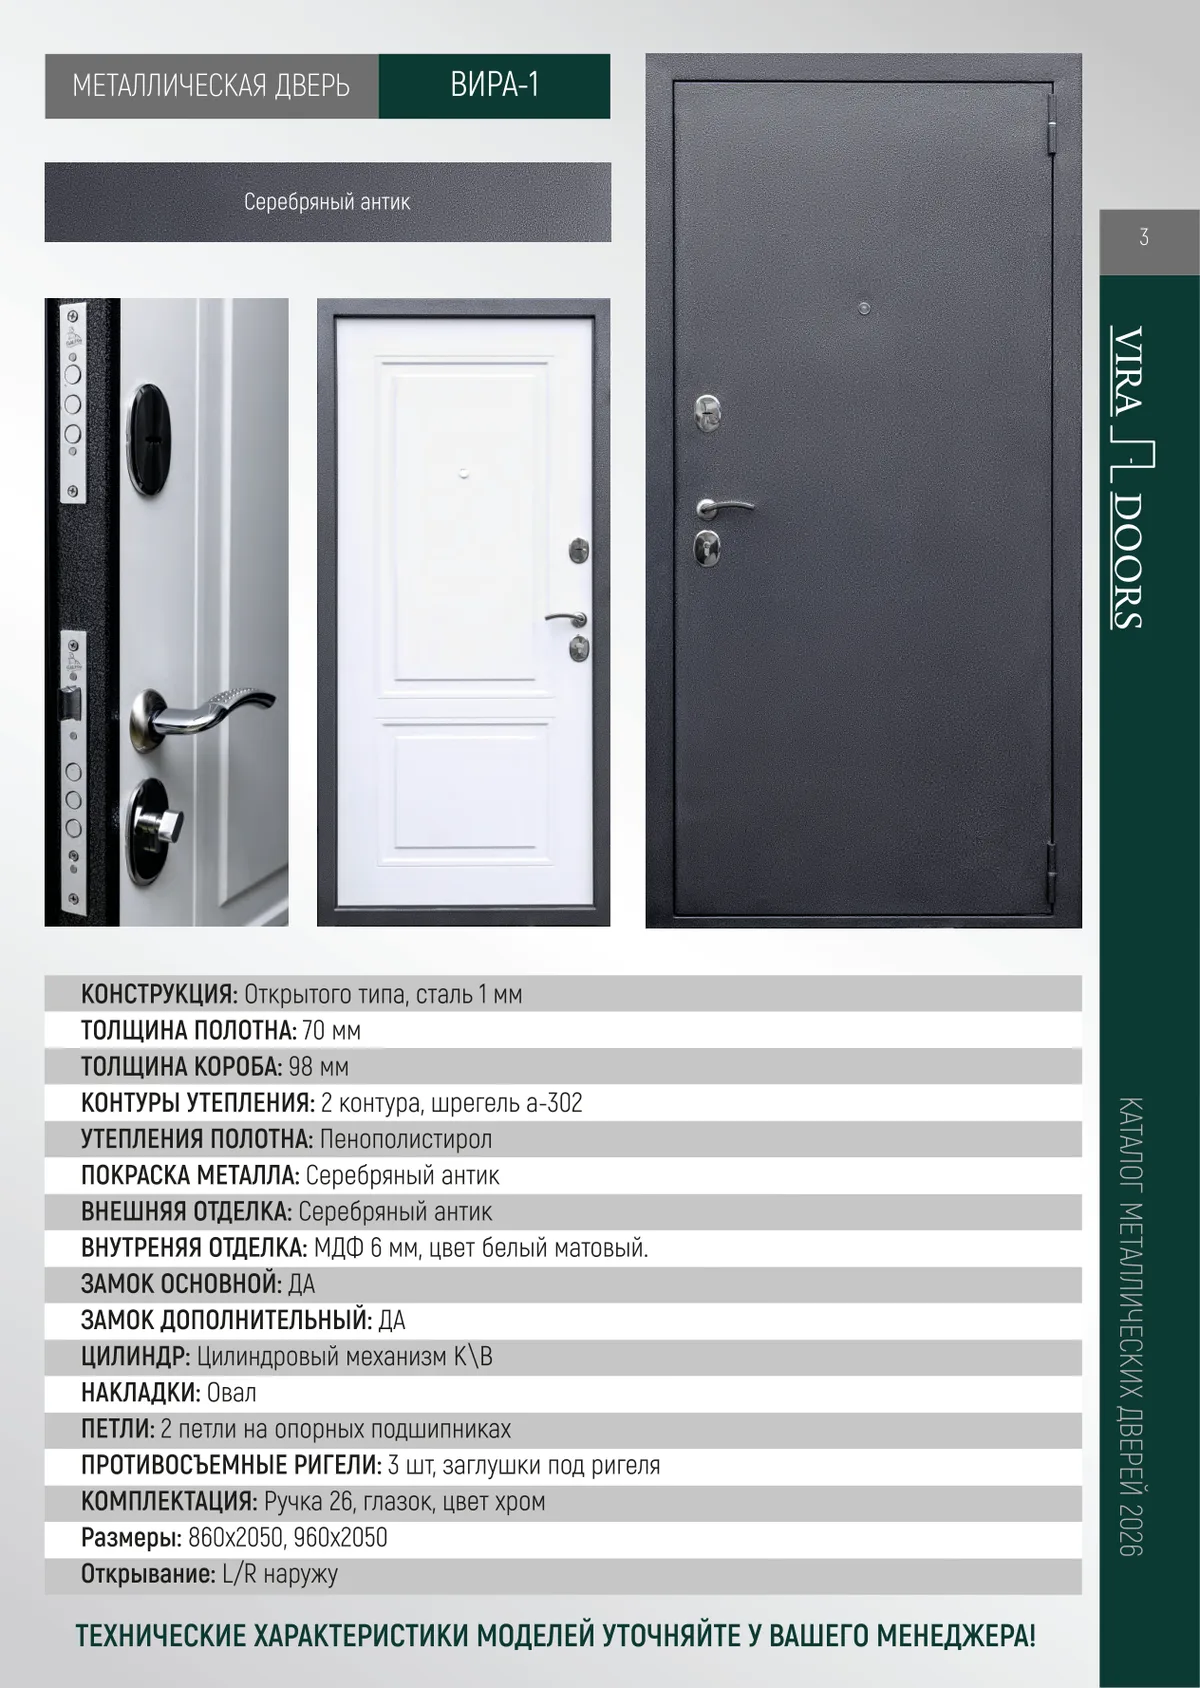 МЕТАЛЛИЧЕСКАЯ ДВЕРЬ
ВИРА-1
Серебряный антик
3
VIRA DOORS
КОНСТРУКЦИЯ: Открытого типа, сталь 1 мм
ТОЛЩИНА ПОЛОТНА: 70 мм
ТОЛЩИНА КОРОБА: 98 мм
КОНТУРЫ УТЕПЛЕНИЯ: 2 контура, шрегель а-302
УТЕПЛЕНИЯ ПОЛОТНА: Пенополистирол
ПОКРАСКА МЕТАЛЛА: Серебряный антик
ВНЕШНЯЯ ОТДЕЛКА: Серебряный антик
ВНУТРЕНЯЯ ОТДЕЛКА: МДФ 6 мм, цвет белый матовый.
ЗАМОК ОСНОВНОЙ: ДА
ЗАМОК ДОПОЛНИТЕЛЬНЫЙ: ДА
ЦИЛИНДР: Цилиндровый механизм К\В
НАКЛАДКИ: Овал
ПЕТЛИ: 2 петли на опорных подшипниках
ПРОТИВОСЪЕМНЫЕ РИГЕЛИ: 3 шт, заглушки под ригеля
КОМПЛЕКТАЦИЯ: Ручка 26, глазок, цвет хром
Размеры: 860х2050, 960х2050
Открывание: L/R наружу
КАТАЛОГ МЕТАЛЛИЧЕСКИХ ДВЕРЕЙ 2026
ТЕХНИЧЕСКИЕ ХАРАКТЕРИСТИКИ МОДЕЛЕЙ УТОЧНЯЙТЕ У ВАШЕГО МЕНЕДЖЕРА!